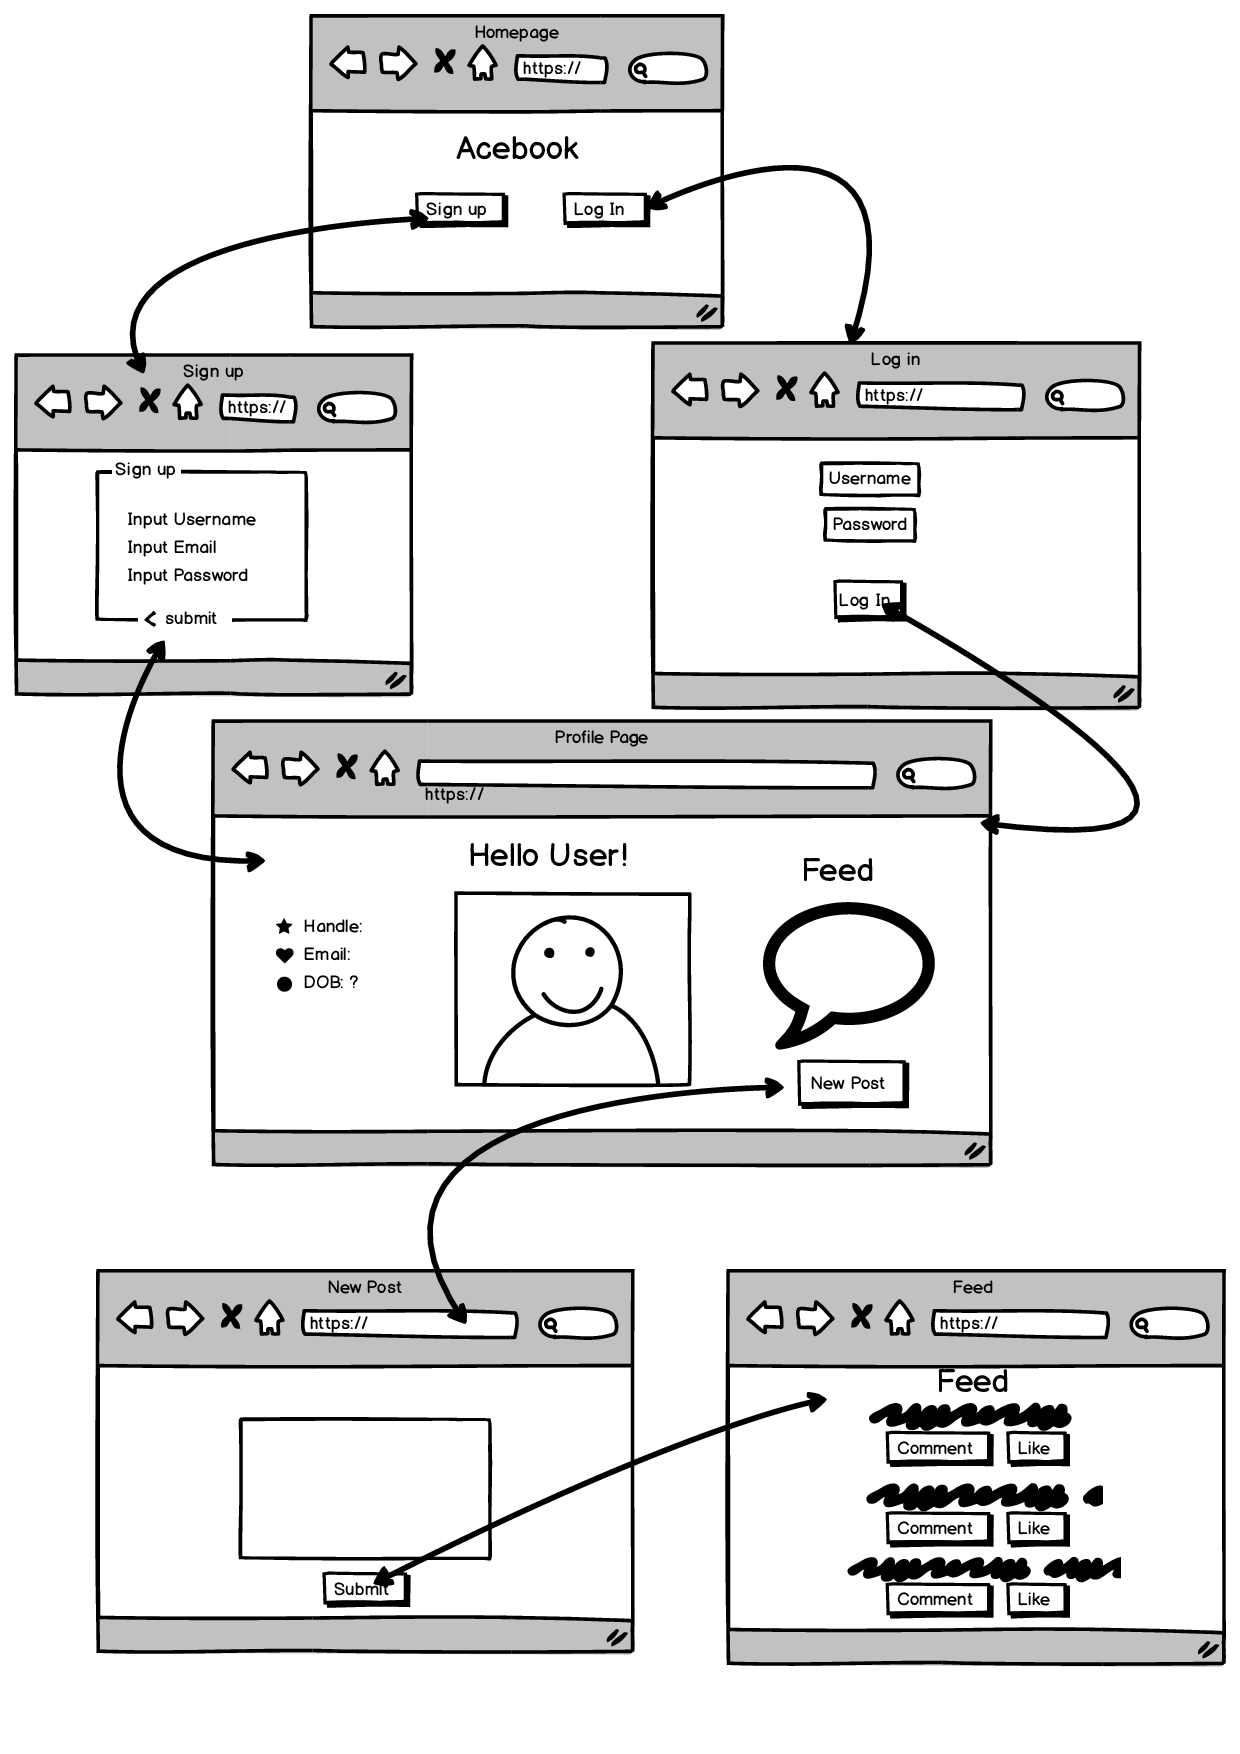 Homepage
https://
Acebook
Sign up
Log In
Sign up
https://
Sign up
Input Username
Input Email
Input Password
< submit
Log in
https://
Username
Password
Log In
Profile Page
https://
Hello User!
Feed
Handle:
Email:
DOB: ?
New Post
New Post
https://
Submit
Feed
https://
Feed
Comment Like
Comment Like
Comment Like